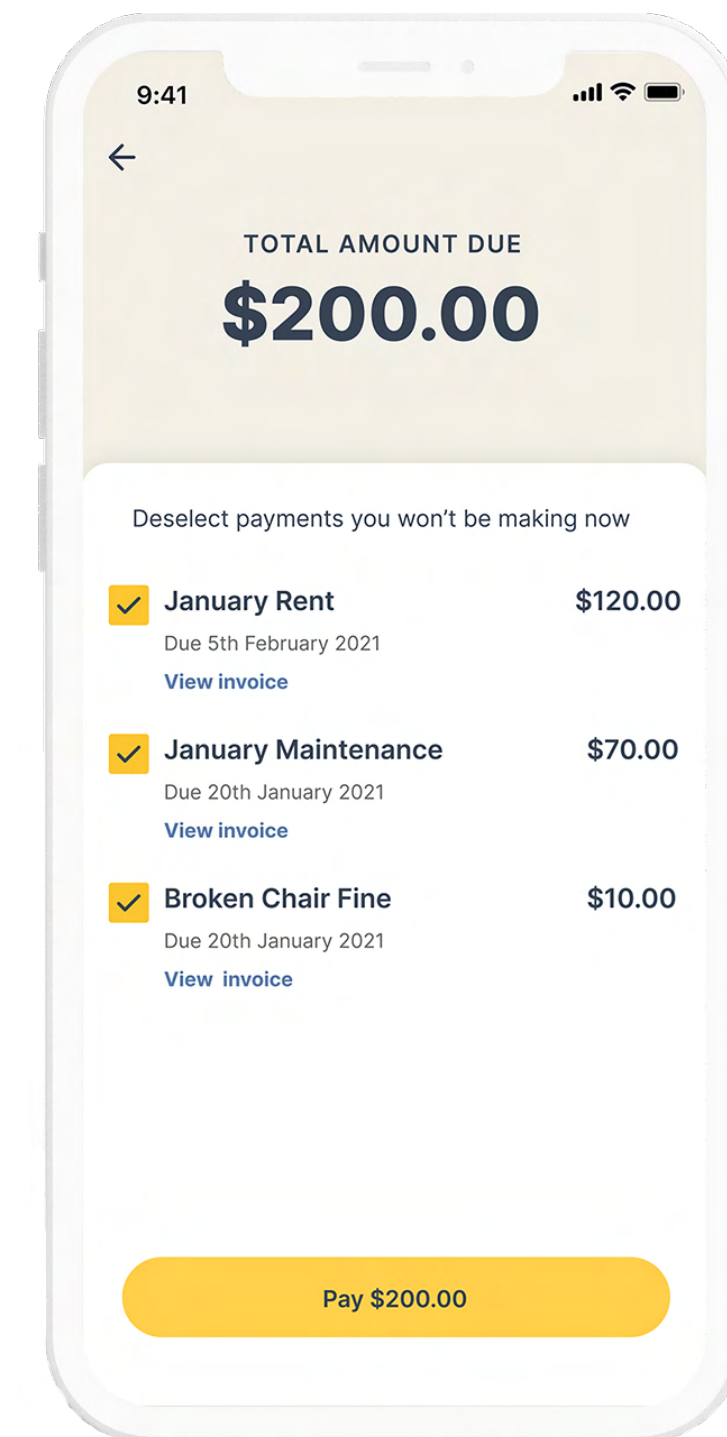 9:41
TOTAL AMOUNT DUE
$200.00
Deselect payments you won’t be making now
January Rent $120.00
Due 5th February 2021
View invoice
January Maintenance $70.00
Due 20th January 2021
View invoice
Broken Chair Fine $10.00
Due 20th January 2021
View invoice
Pay $200.00